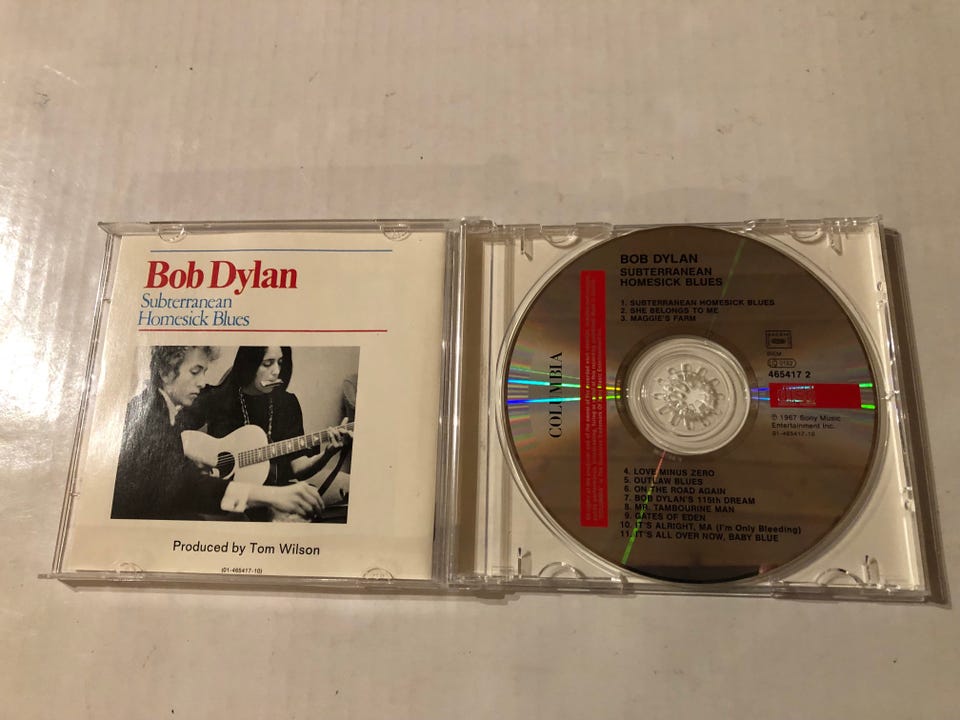 Bob Dylan
Subterranean
Homesick Blues
Produced by Tom Wilson
(01-465417-10)
COLUMBIA
BOB DYLAN
SUBTERRANEAN
HOMESICK BLUES
1. SUBTERRANEAN HOMESICK BLUES
2. SHE BELONGS TO ME
3. MAGGIE'S FARM
BIEM
465417 2
℗ 1967 Sony Music
Entertainment Inc.
01-465417-10
4. LOVE MINUS ZERO
5. OUTLAW BLUES
6. ON THE ROAD AGAIN
7. BOB DYLAN'S 115th DREAM
8. MR. TAMBOURINE MAN
9. GATES OF EDEN
10. IT'S ALRIGHT, MA (I'm Only Bleeding)
11. IT'S ALL OVER NOW, BABY BLUE